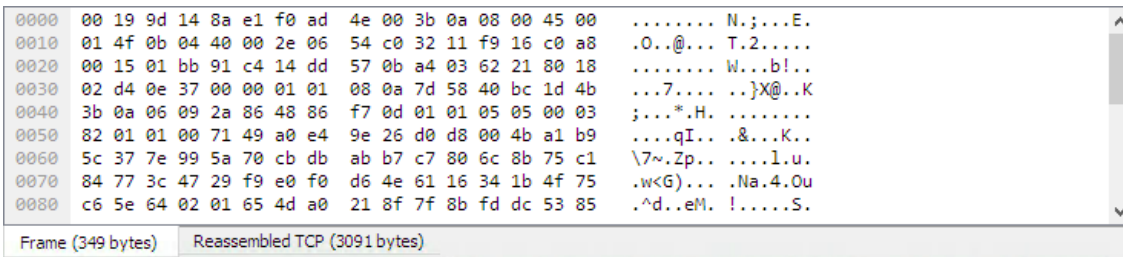 0000 00 19 9d 14 8a e1 f0 ad 4e 00 3b 0a 08 00 45 00 ........ N.;...E.
0010 01 4f 0b 04 40 00 2e 06 54 c0 32 11 f9 16 c0 a8 .O..@... T.2.....
0020 00 15 01 bb 91 c4 14 dd 57 0b a4 03 62 21 80 18 ........ W...b!..
0030 02 d4 0e 37 00 00 01 01 08 0a 7d 58 40 bc 1d 4b ...7.... ..}X@..K
0040 3b 0a 06 09 2a 86 48 86 f7 0d 01 01 05 05 00 03 ;...*.H. ........
0050 82 01 01 00 71 49 a0 e4 9e 26 d0 d8 00 4b a1 b9 ....qI.. .&...K..
0060 5c 37 7e 99 5a 70 cb db ab b7 c7 80 6c 8b 75 c1 \7~.Zp.. ....l.u.
0070 84 77 3c 47 29 f9 e0 f0 d6 4e 61 16 34 1b 4f 75 .w<G)... .Na.4.Ou
0080 c6 5e 64 02 01 65 4d a0 21 8f 7f 8b fd dc 53 85 .^d..eM. !.....S.
Frame (349 bytes) Reassembled TCP (3091 bytes)